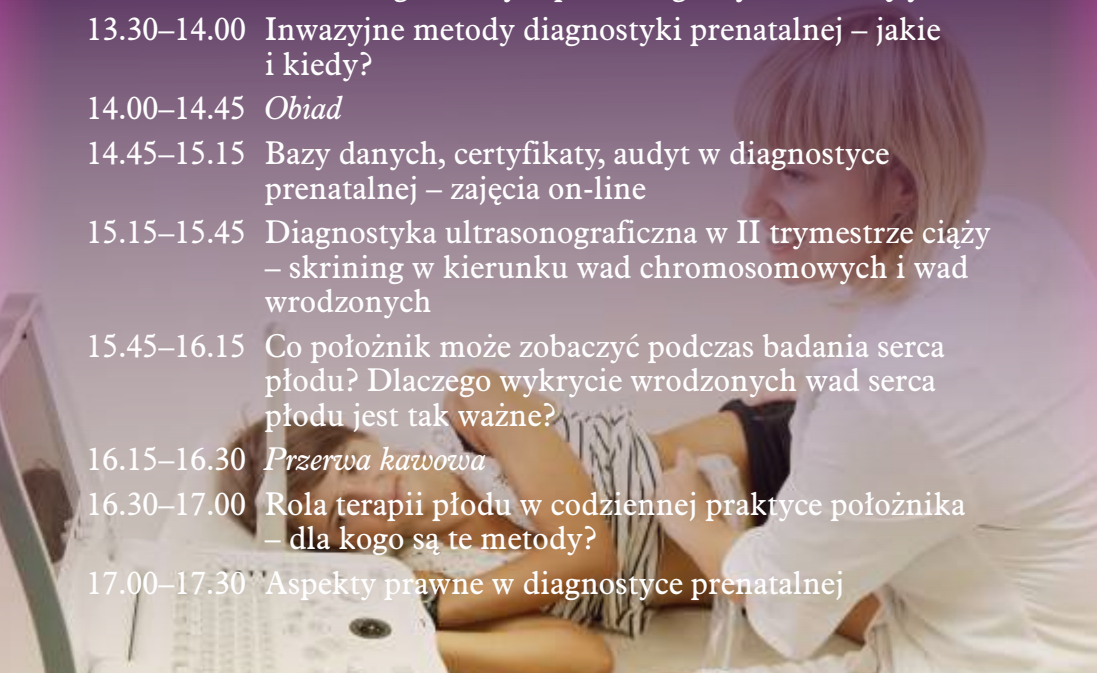 13.30–14.00 Inwazyjne metody diagnostyki prenatalnej – jakie
i kiedy?
14.00–14.45 Obiad
14.45–15.15 Bazy danych, certyfikaty, audyt w diagnostyce
prenatalnej – zajęcia on-line
15.15–15.45 Diagnostyka ultrasonograficzna w II trymestrze ciąży
– skrining w kierunku wad chromosomowych i wad
wrodzonych
15.45–16.15 Co położnik może zobaczyć podczas badania serca
płodu? Dlaczego wykrycie wrodzonych wad serca
płodu jest tak ważne?
16.15–16.30 Przerwa kawowa
16.30–17.00 Rola terapii płodu w codziennej praktyce położnika
– dla kogo są te metody?
17.00–17.30 Aspekty prawne w diagnostyce prenatalnej